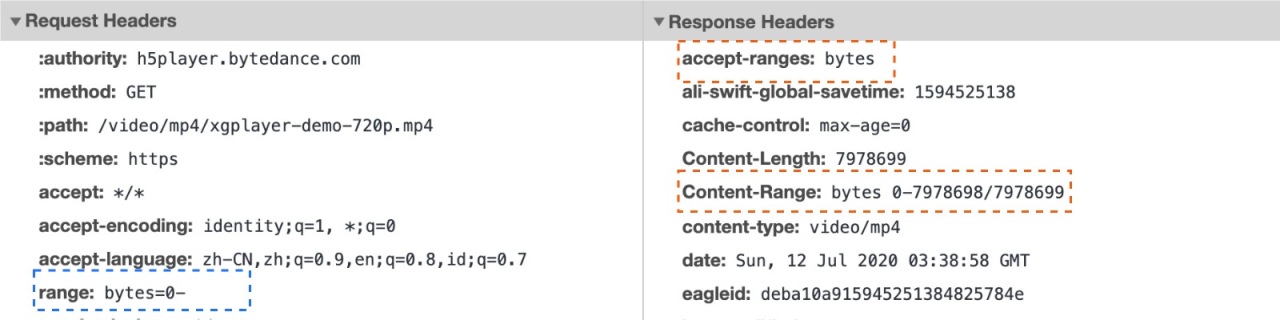 Request Headers
:authority: h5player.bytedance.com
:method: GET
:path: /video/mp4/xgplayer-demo-720p.mp4
:scheme: https
accept: */*
accept-encoding: identity;q=1, *;q=0
accept-language: zh-CN,zh;q=0.9,en;q=0.8,id;q=0.7
range: bytes=0-
Response Headers
accept-ranges: bytes
ali-swift-global-savetime: 1594525138
cache-control: max-age=0
Content-Length: 7978699
Content-Range: bytes 0-7978698/7978699
content-type: video/mp4
date: Sun, 12 Jul 2020 03:38:58 GMT
eagleid: deba10a915945251384825784e